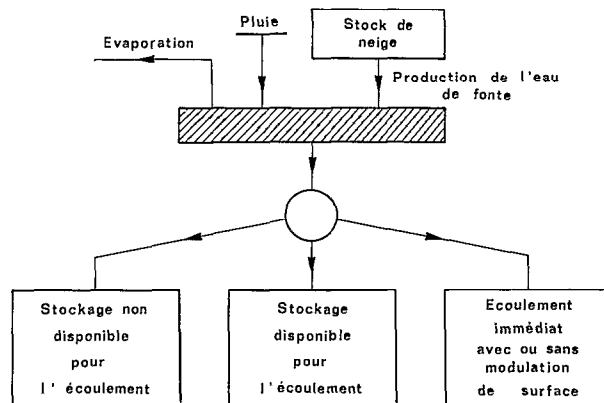 Pluie
Stock de
neige
Evaporation
Production de l'eau
de fonte
Stockage non
disponible
pour
l'écoulement
Stockage
disponible
pour
l'écoulement
Ecoulement
immédiat
avec ou sans
modulation
de surface